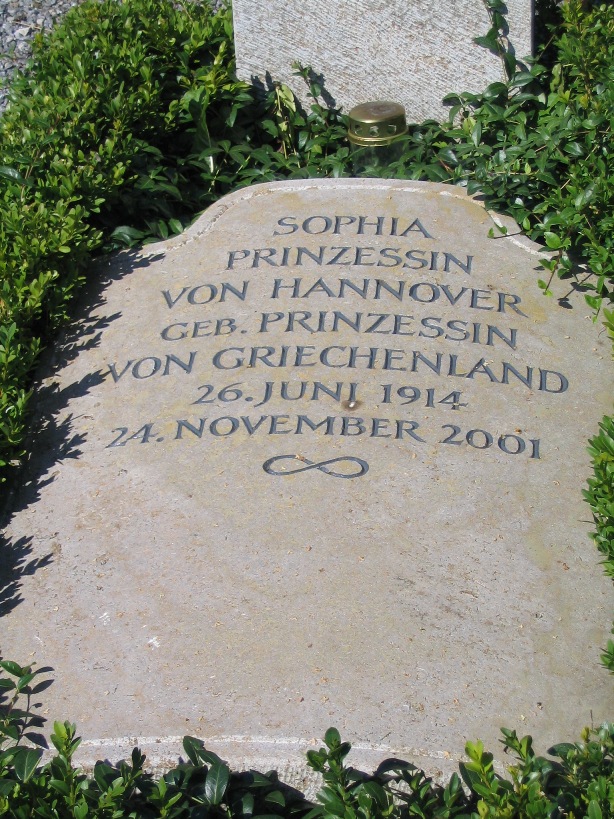 SOPHIA
PRINZESSIN
VON HANNOVER
GEB. PRINZESSIN
VON GRIECHENLAND
26. JUNI 1914
24. NOVEMBER 2001